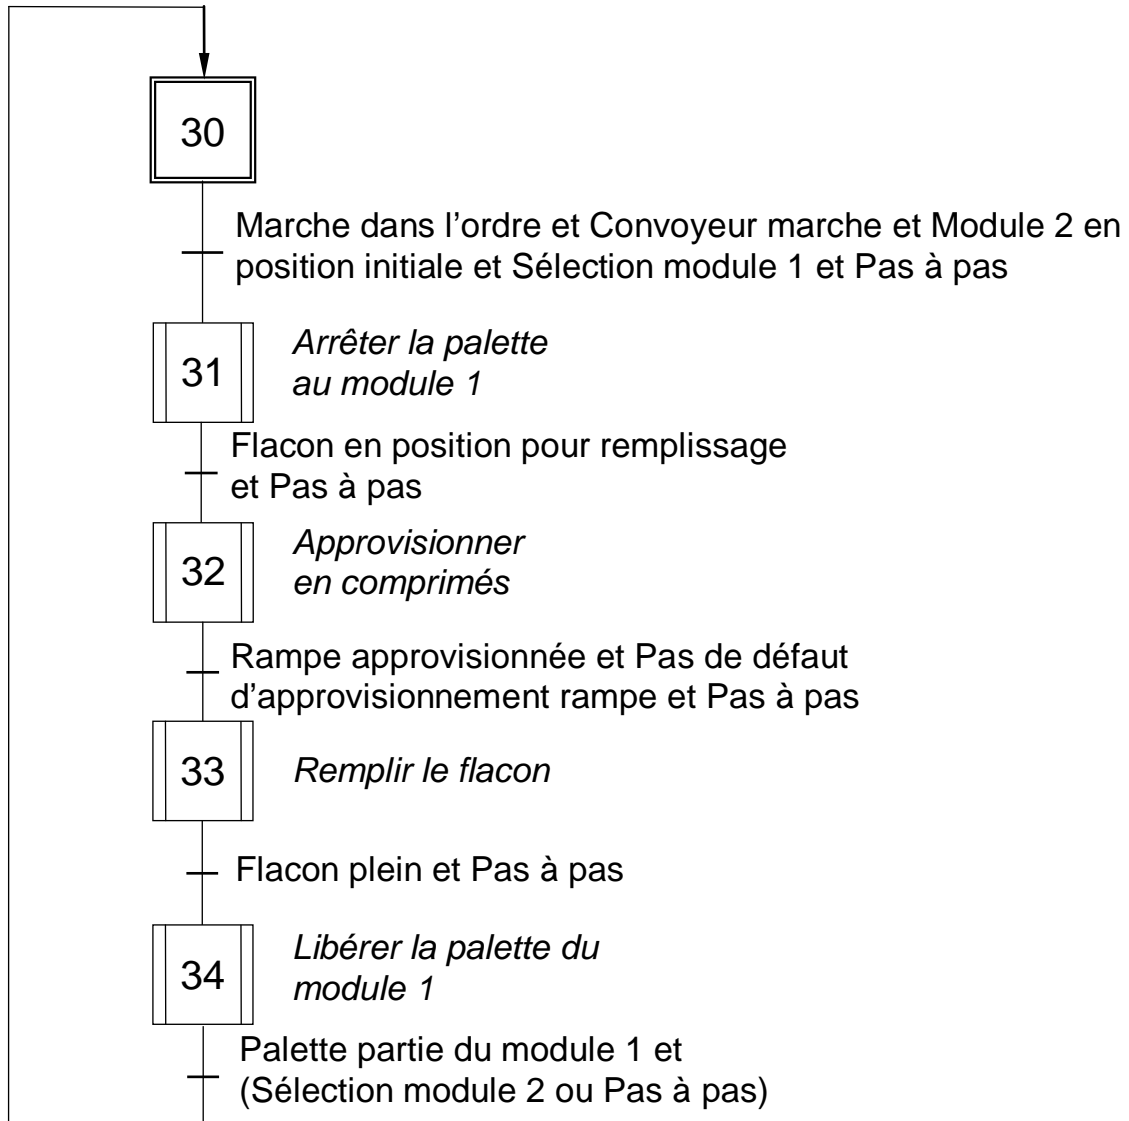 30
Marche dans l’ordre et Convoyeur marche et Module 2 en
position initiale et Sélection module 1 et Pas à pas
31
Arrêter la palette
au module 1
Flacon en position pour remplissage
et Pas à pas
32
Approvisionner
en comprimés
Rampe approvisionnée et Pas de défaut
d’approvisionnement rampe et Pas à pas
33
Remplir le flacon
Flacon plein et Pas à pas
34
Libérer la palette du
module 1
Palette partie du module 1 et
(Sélection module 2 ou Pas à pas)